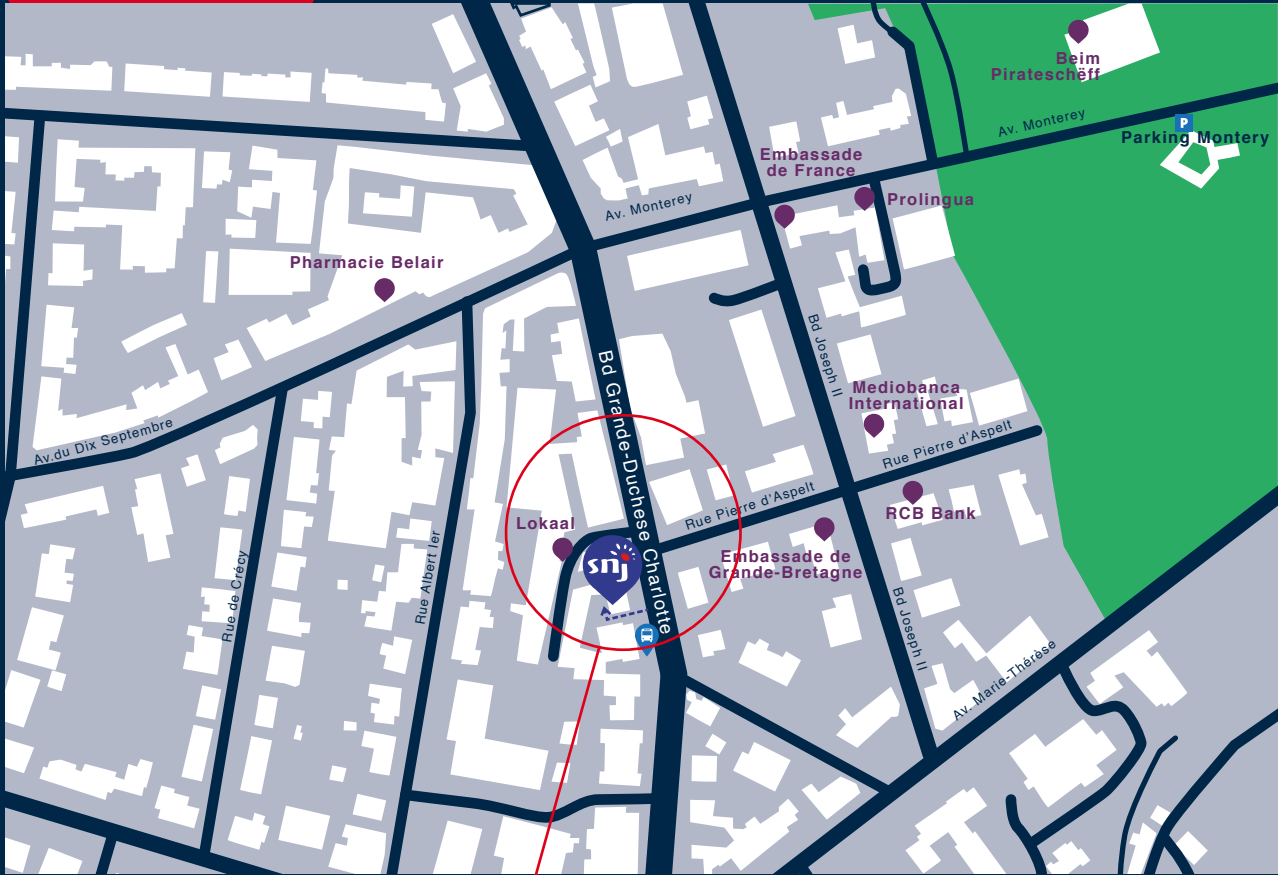 Beim
Pirateschëff
Av. Monterey
P
Parking Montery
Embassade
de France
Prolingua
Av. Monterey
Pharmacie Belair
Bd Joseph II
Bd Grande-Duchese Charlotte
Mediobanca
International
Av.du Dix Septembre
Rue Pierre d'Aspelt
Rue Pierre d'Aspelt
RCB Bank
Lokaal
snj
Embassade de
Grande-Bretagne
Rue de Crécy
Rue Albert Ier
Bd Joseph II
Av. Marie-Thérèse